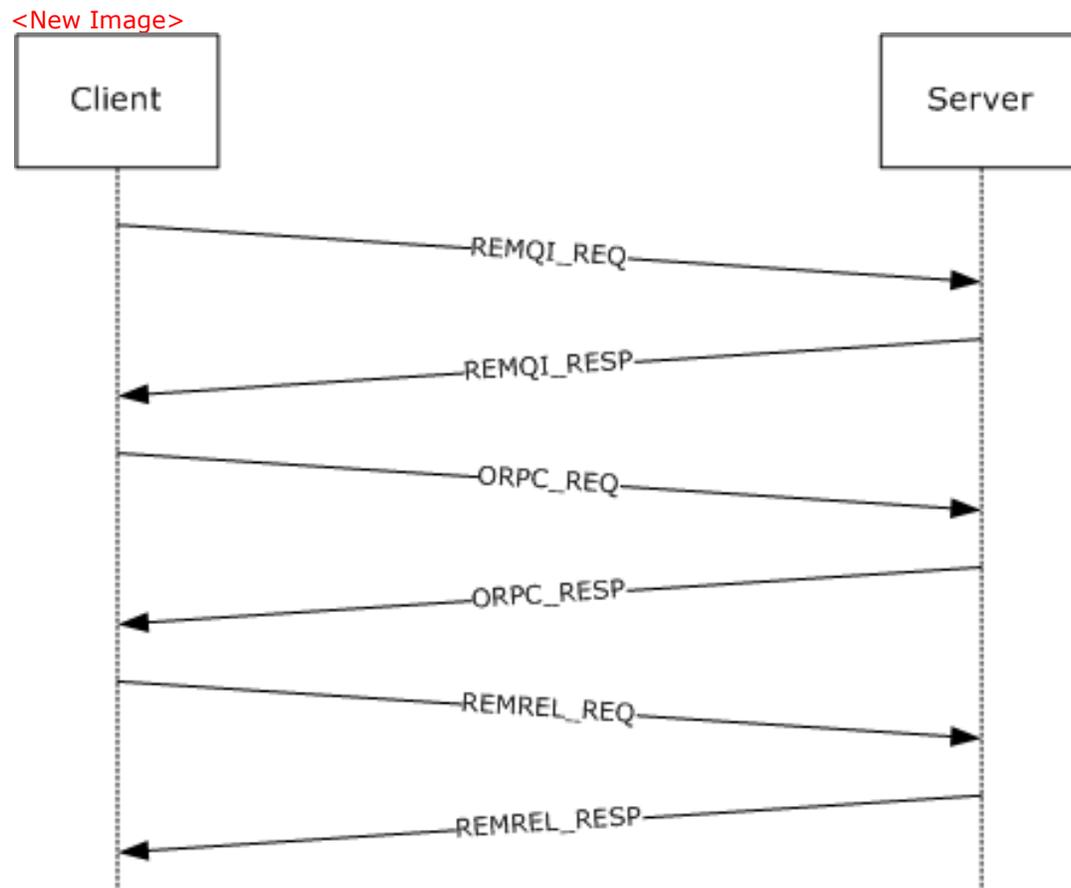 <New Image>
Client
Server
REMQI_REQ
REMQI_RESP
ORPC_REQ
ORPC_RESP
REMREL_REQ
REMREL_RESP